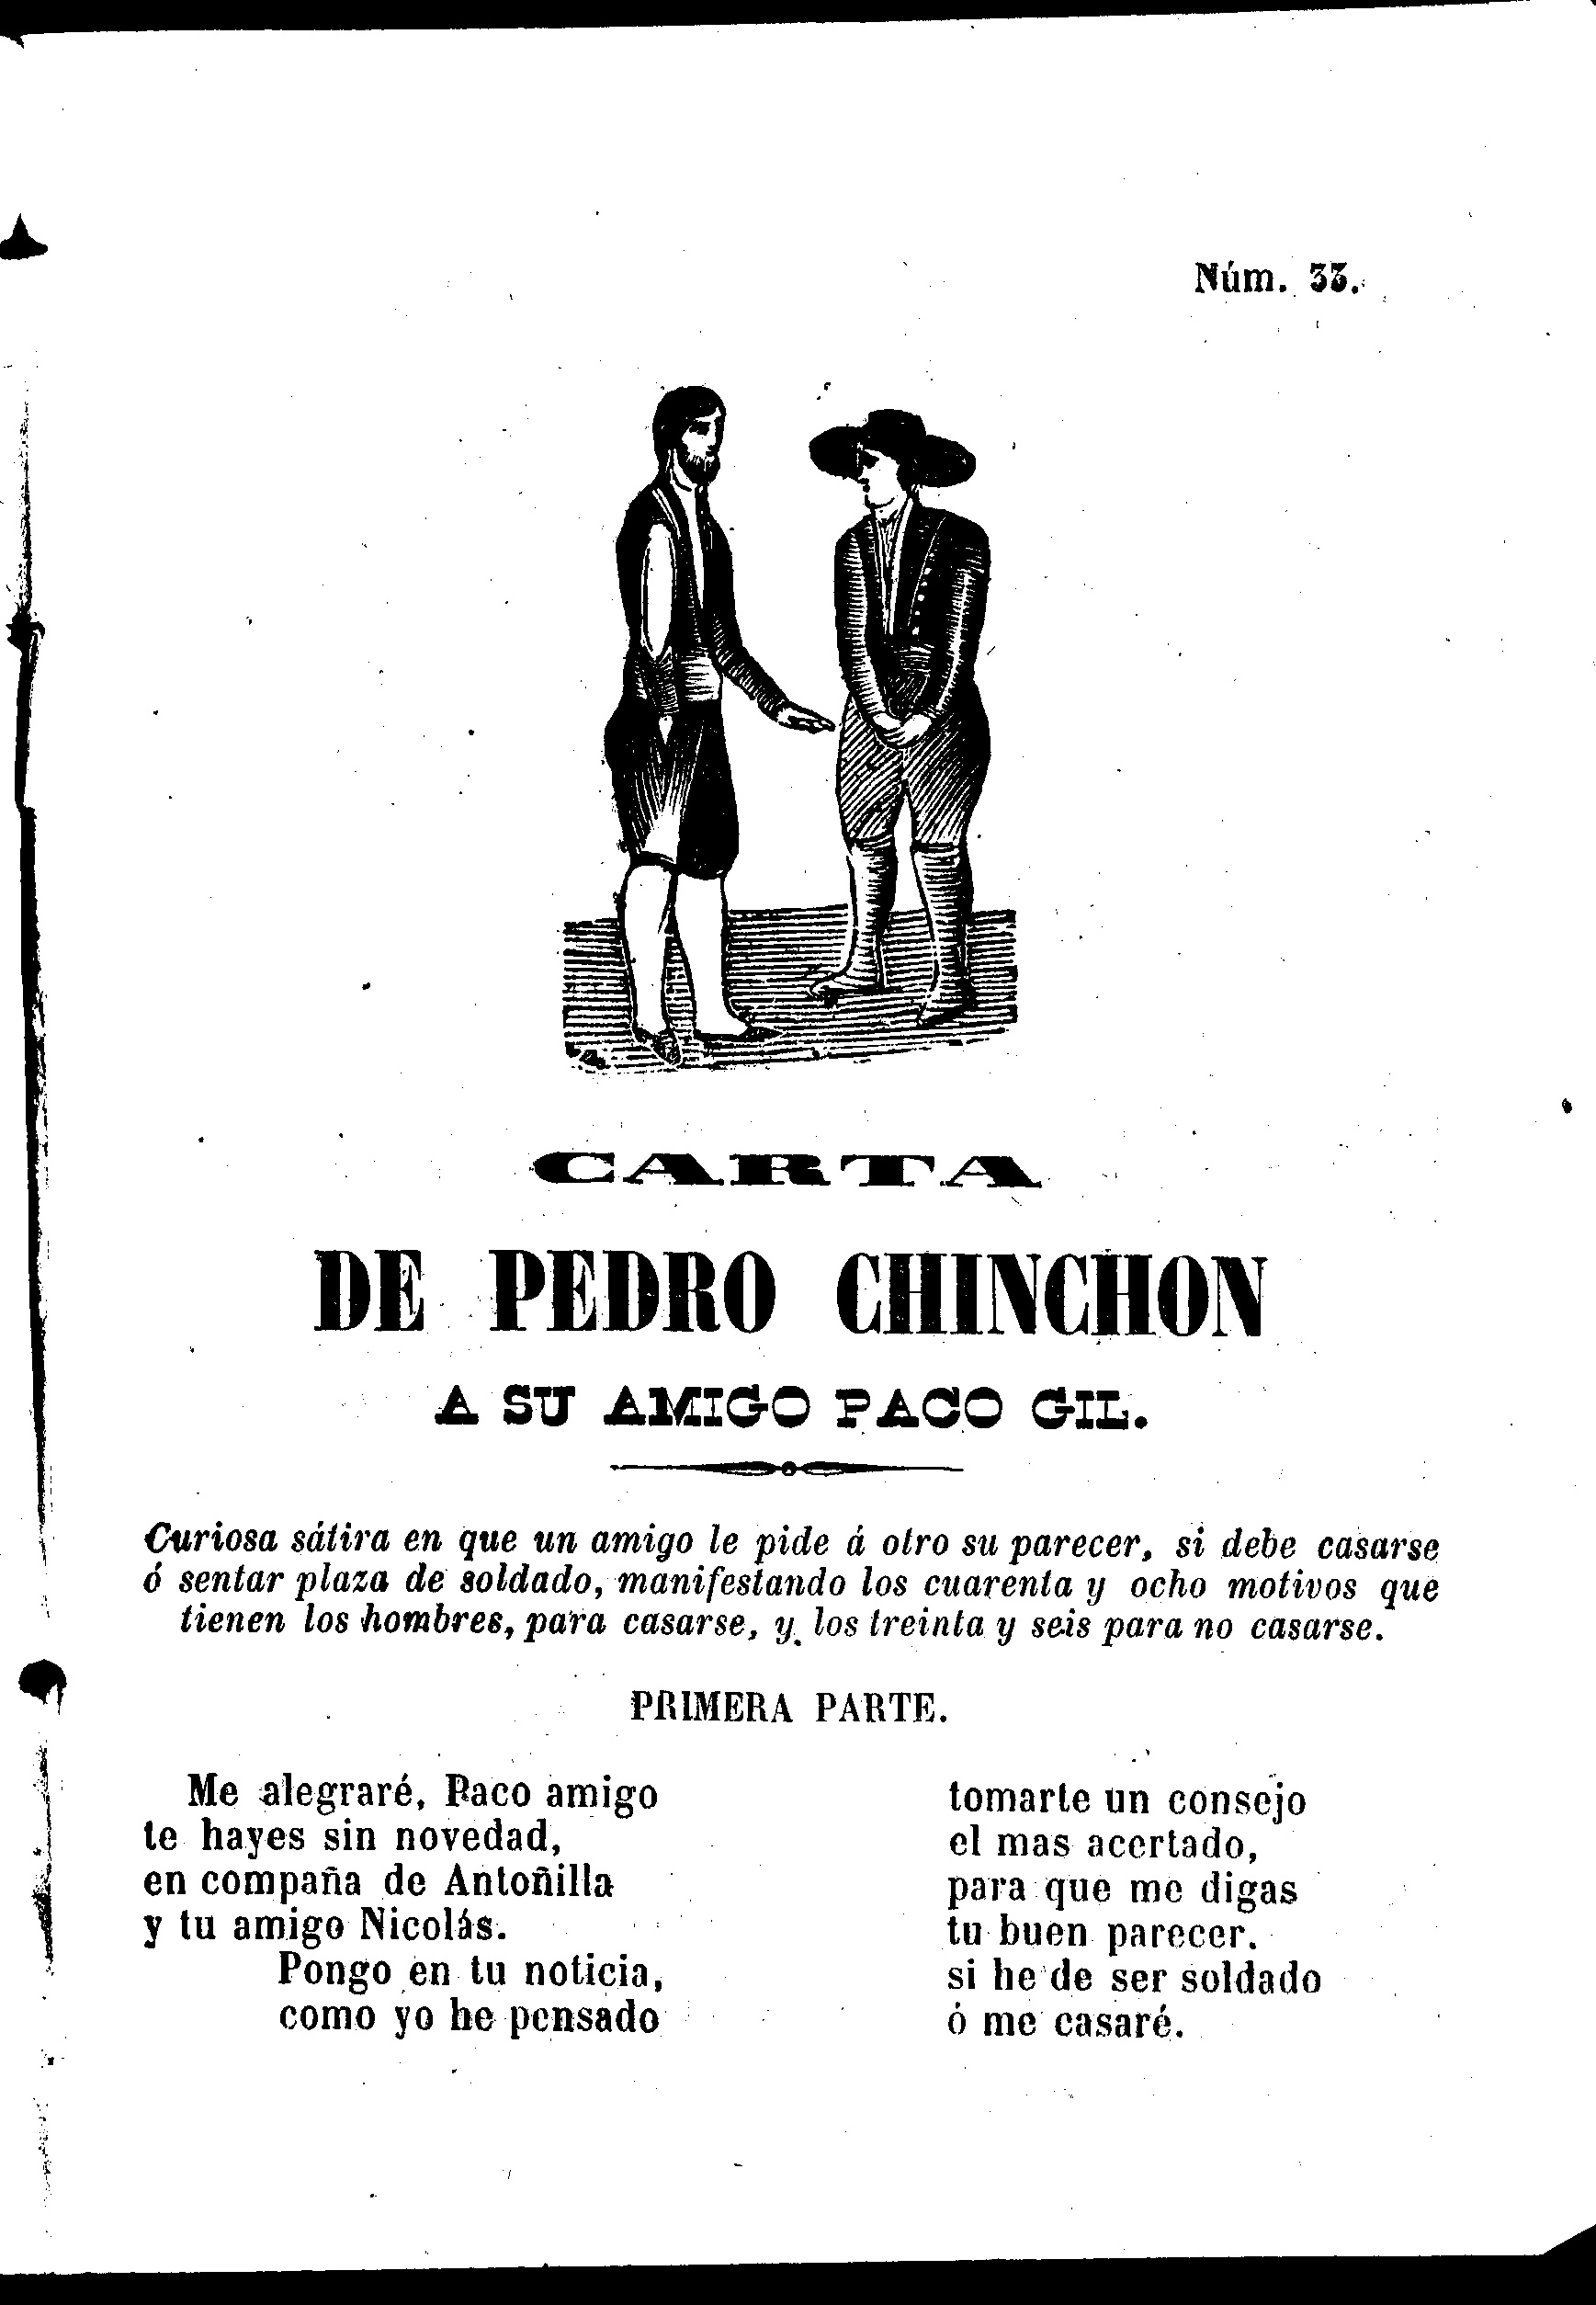 Núm. 33.
CARTA
DE PEDRO CHINCHON
A SU AMIGO PACO GIL.
Curiosa sátira en que un amigo le pide á otro su parecer, si debe casarse
ó sentar plaza de soldado, manifestando los cuarenta y ocho motivos que
tienen los hombres, para casarse, y los treinta y seis para no casarse.
PRIMERA PARTE.
Me alegraré, Paco amigo
te hayes sin novedad,
en compaña de Antoñilla
y tu amigo Nicolás.
Pongo en tu noticia,
como yo he pensado
tomarte un consejo
el mas acertado,
para que me digas
tu buen parecer.
si he de ser soldado
ó me casaré.